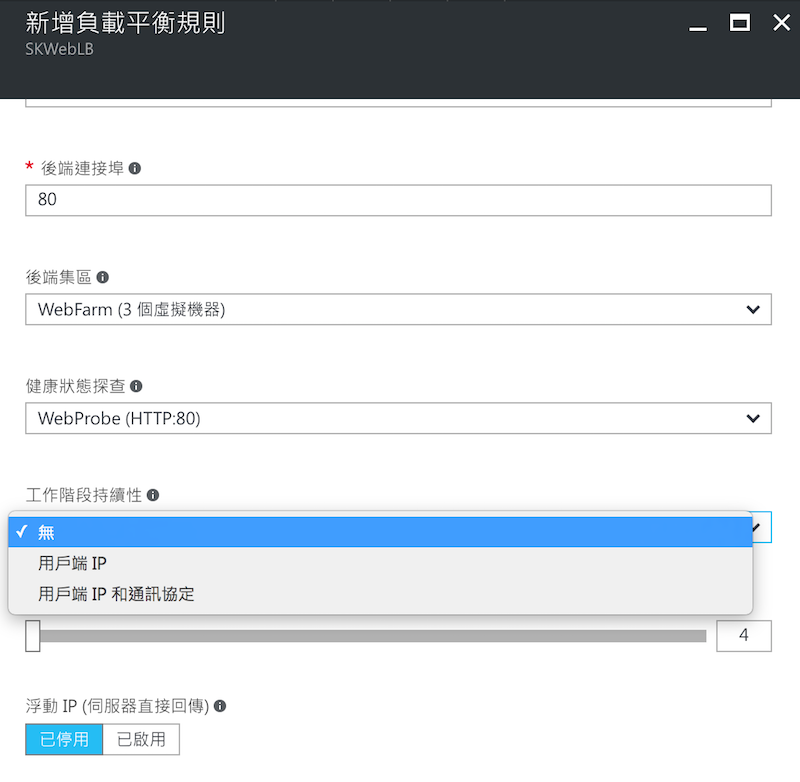 新增負載平衡規則
SKWebLB
* 後端連接埠
80
後端集區
WebFarm (3 個虛擬機器)
健康狀態探查
WebProbe (HTTP:80)
工作階段持續性
無
用戶端 IP
用戶端 IP 和通訊協定
4
浮動 IP (伺服器直接回傳)
已停用 已啟用